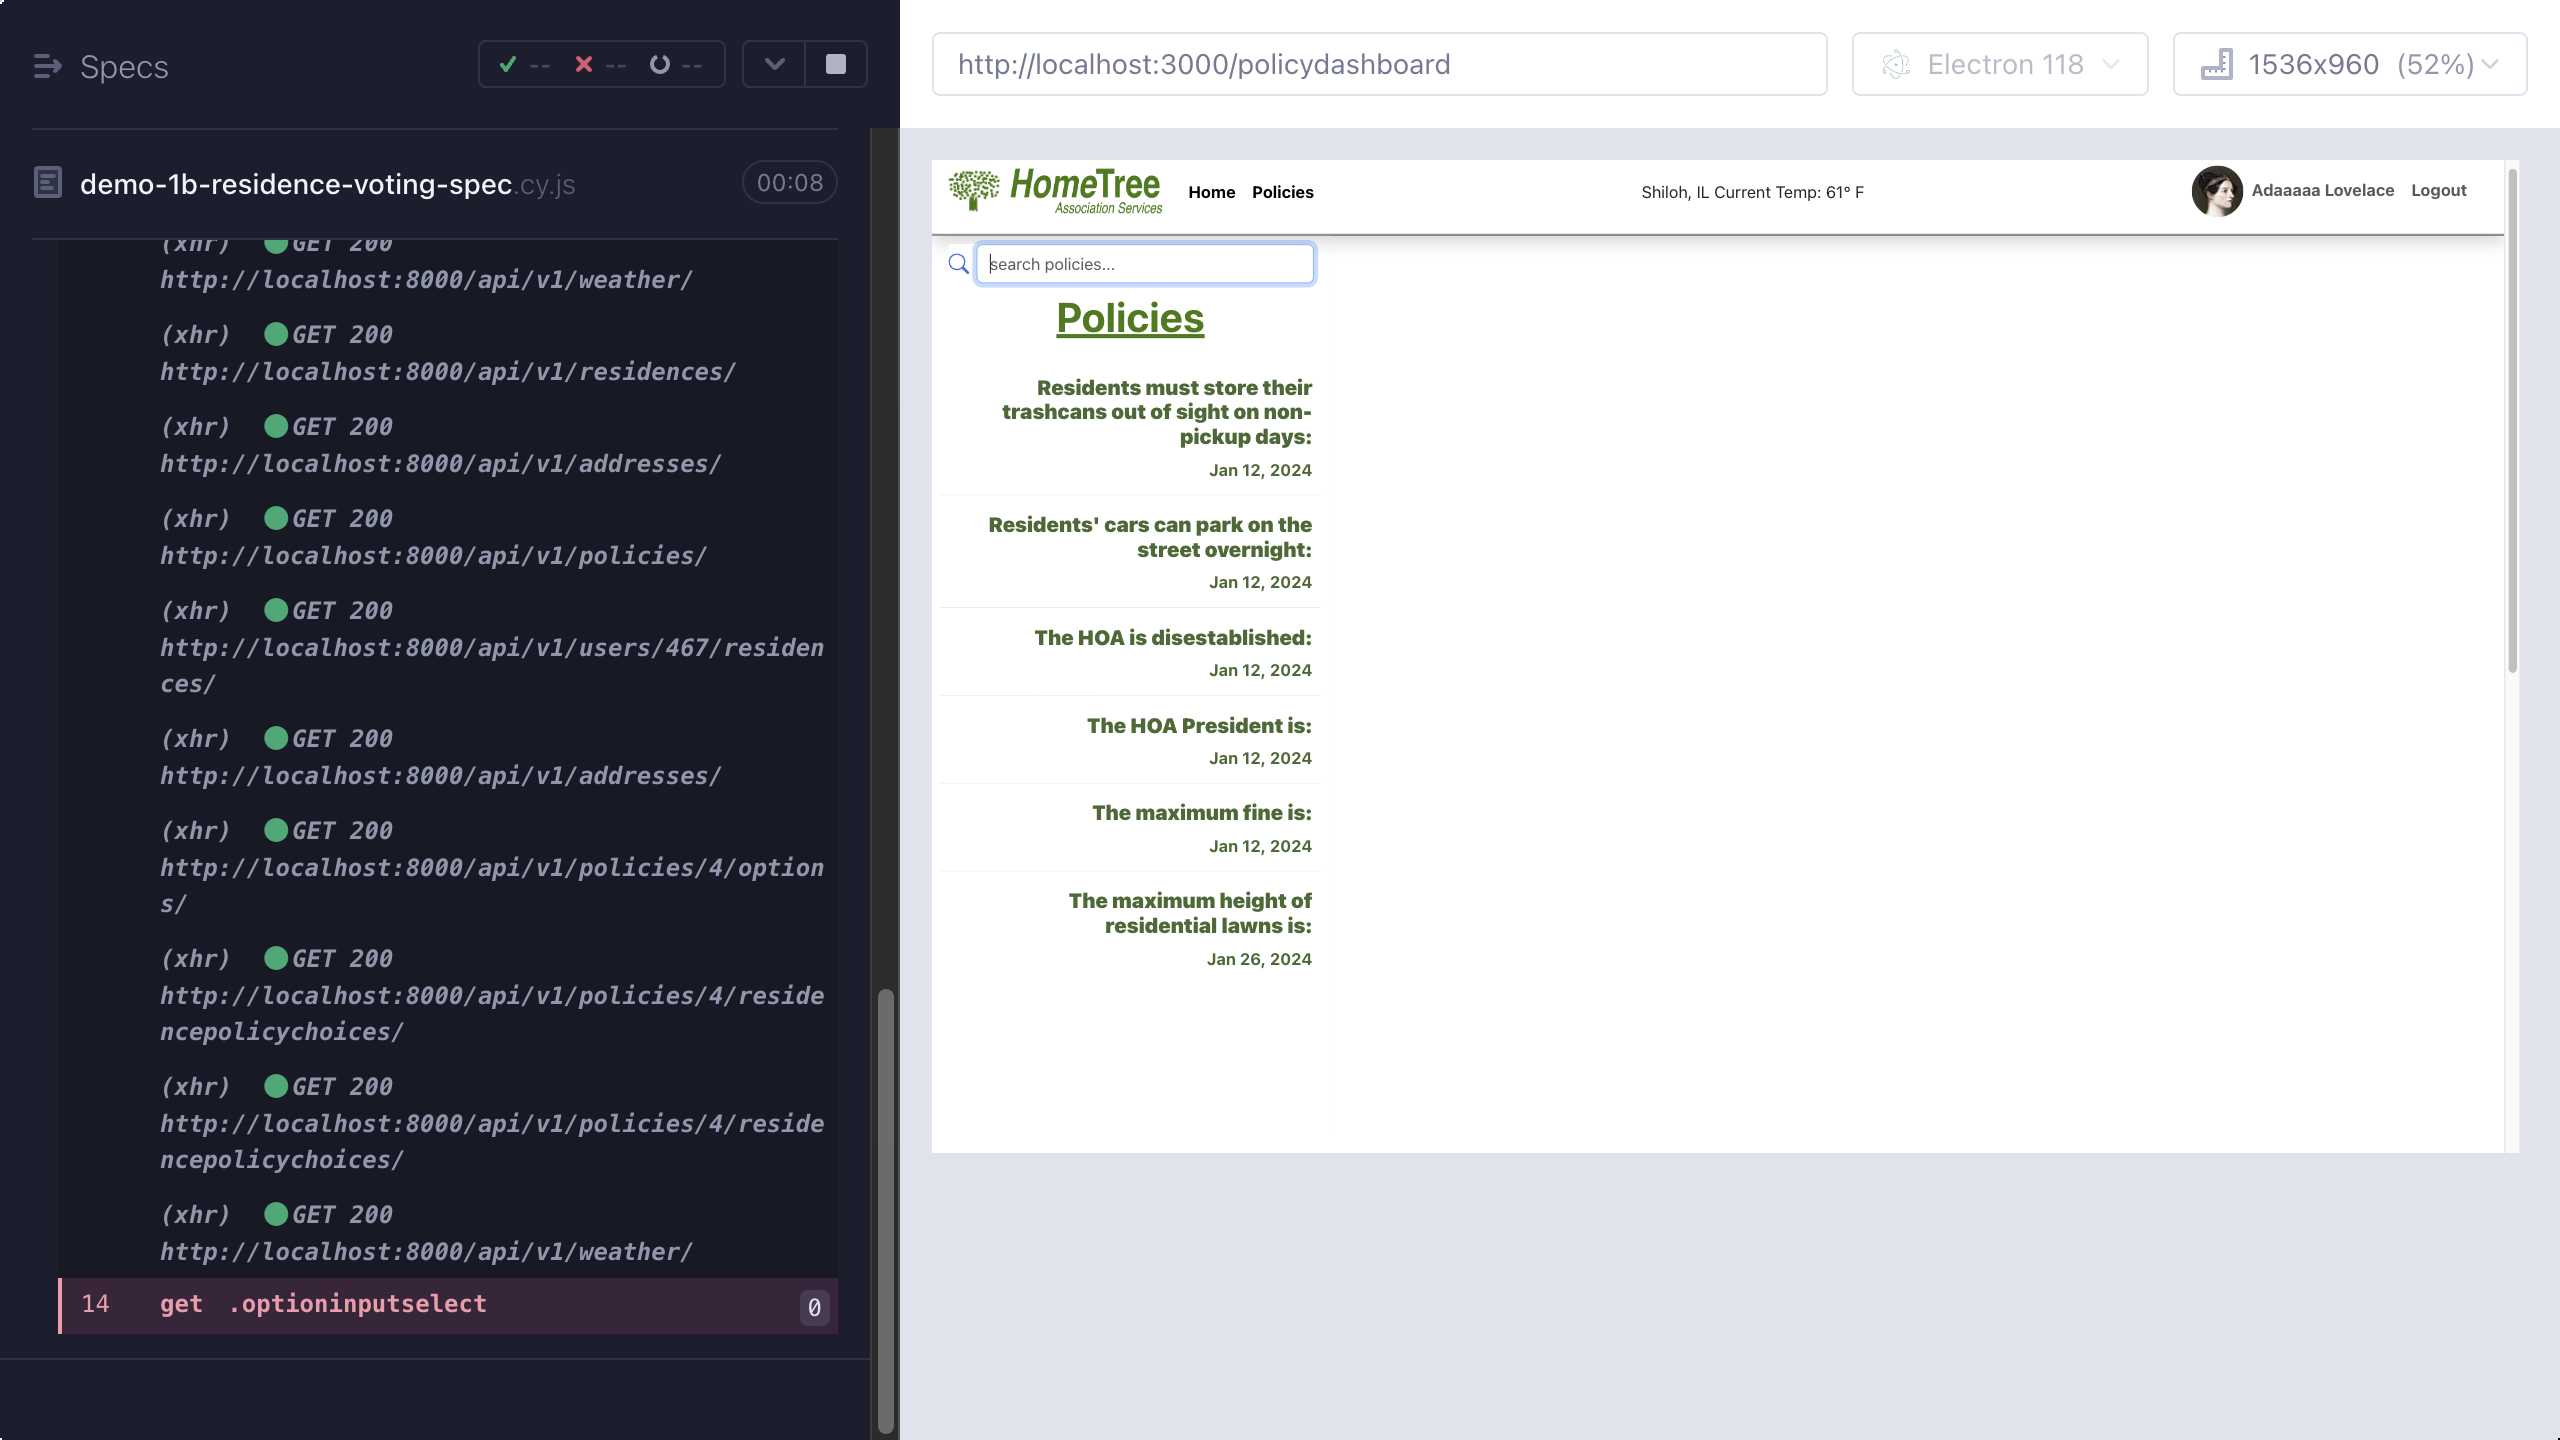 Specs
-- -- --
demo-1b-residence-voting-spec.cy.js 00:08
(xhr) GET 200
http://localhost:8000/api/v1/weather/
(xhr) GET 200
http://localhost:8000/api/v1/residences/
(xhr) GET 200
http://localhost:8000/api/v1/addresses/
(xhr) GET 200
http://localhost:8000/api/v1/policies/
(xhr) GET 200
http://localhost:8000/api/v1/users/467/residen
ces/
(xhr) GET 200
http://localhost:8000/api/v1/addresses/
(xhr) GET 200
http://localhost:8000/api/v1/policies/4/option
s/
(xhr) GET 200
http://localhost:8000/api/v1/policies/4/reside
ncepolicychoices/
(xhr) GET 200
http://localhost:8000/api/v1/policies/4/reside
ncepolicychoices/
(xhr) GET 200
http://localhost:8000/api/v1/weather/
14 get .optioninputselect 0
http://localhost:3000/policydashboard
Electron 118
1536x960 (52%)
HomeTree
Association Services
Home Policies
Shiloh, IL Current Temp: 61° F
Adaaaaa Lovelace Logout
search policies...
Policies
Residents must store their
trashcans out of sight on non-
pickup days:
Jan 12, 2024
Residents' cars can park on the
street overnight:
Jan 12, 2024
The HOA is disestablished:
Jan 12, 2024
The HOA President is:
Jan 12, 2024
The maximum fine is:
Jan 12, 2024
The maximum height of
residential lawns is:
Jan 26, 2024